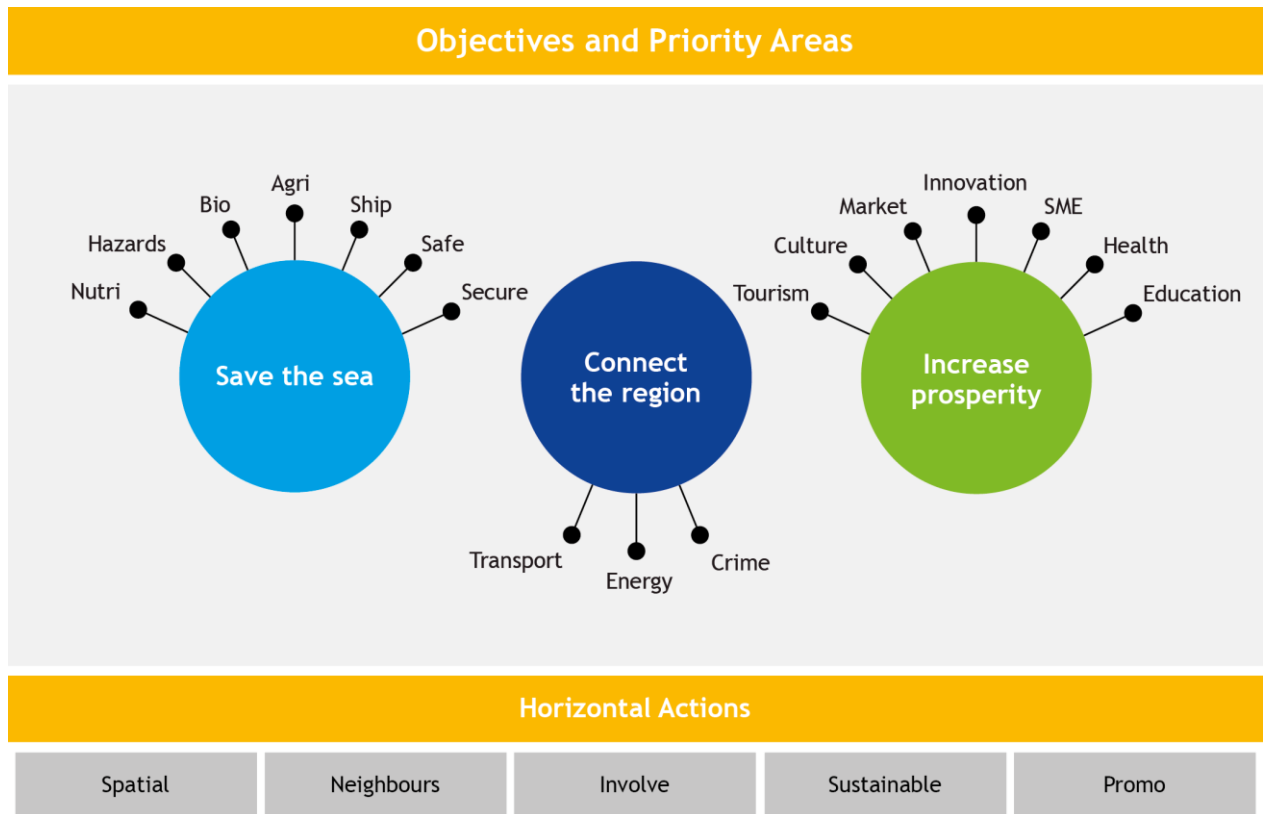 Objectives and Priority Areas
Nutri
Hazards
Bio
Agri
Ship
Safe
Secure
Save the sea
Connect
the region
Transport
Energy
Crime
Tourism
Culture
Market
Innovation
SME
Health
Education
Increase
prosperity
Horizontal Actions
Spatial
Neighbours
Involve
Sustainable
Promo